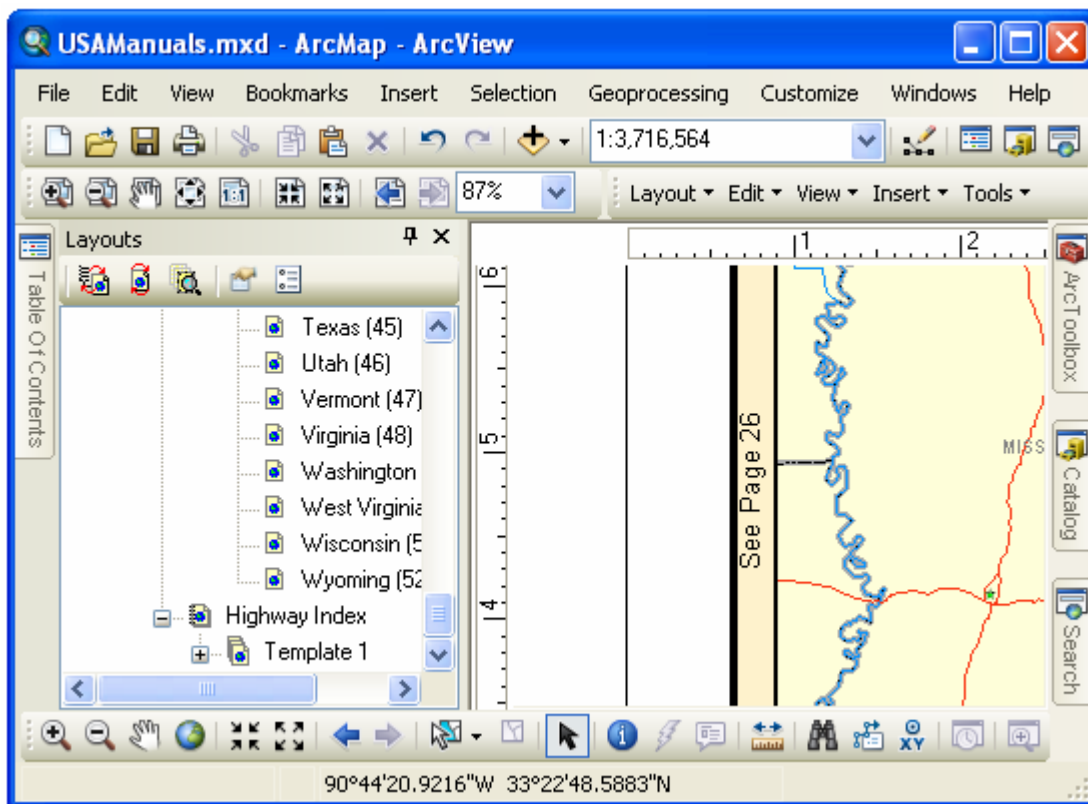 USAManuals.mxd - ArcMap - ArcView
File Edit View Bookmarks Insert Selection Geoprocessing Customize Windows Help
1:3,716,564
1:1 87% Layout Edit View Insert Tools
Table Of Contents
Layouts
Texas (45)
Utah (46)
Vermont (47)
Virginia (48)
Washington
West Virginia
Wisconsin (5
Wyoming (52
Highway Index
Template 1
1 2
6
5
4
See Page 26
MISS
ArcToolbox
Catalog
Search
XY
90°44'20.9216"W 33°22'48.5883"N